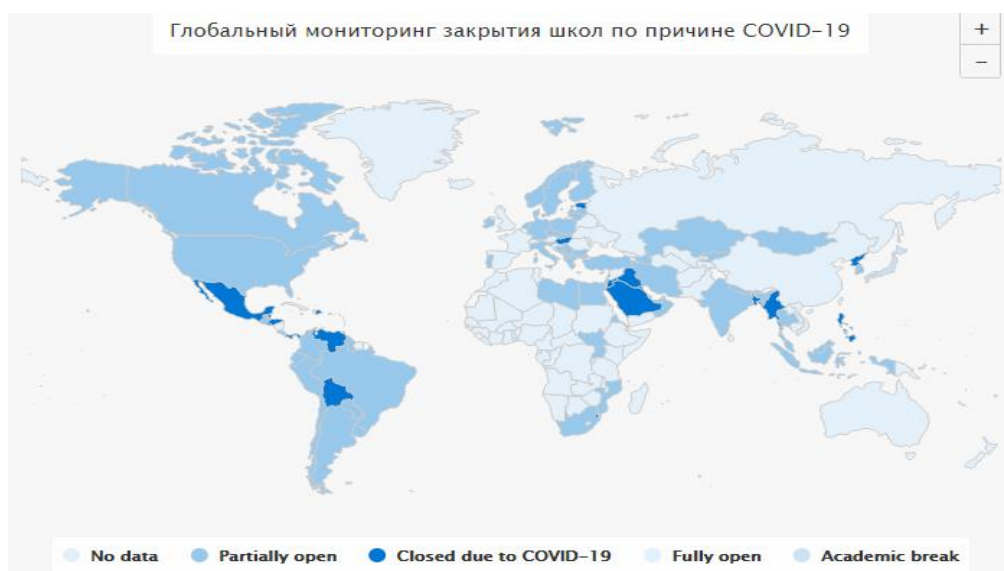 Глобальный мониторинг закрытия школ по причине COVID-19
+
−
No data Partially open Closed due to COVID-19 Fully open Academic break